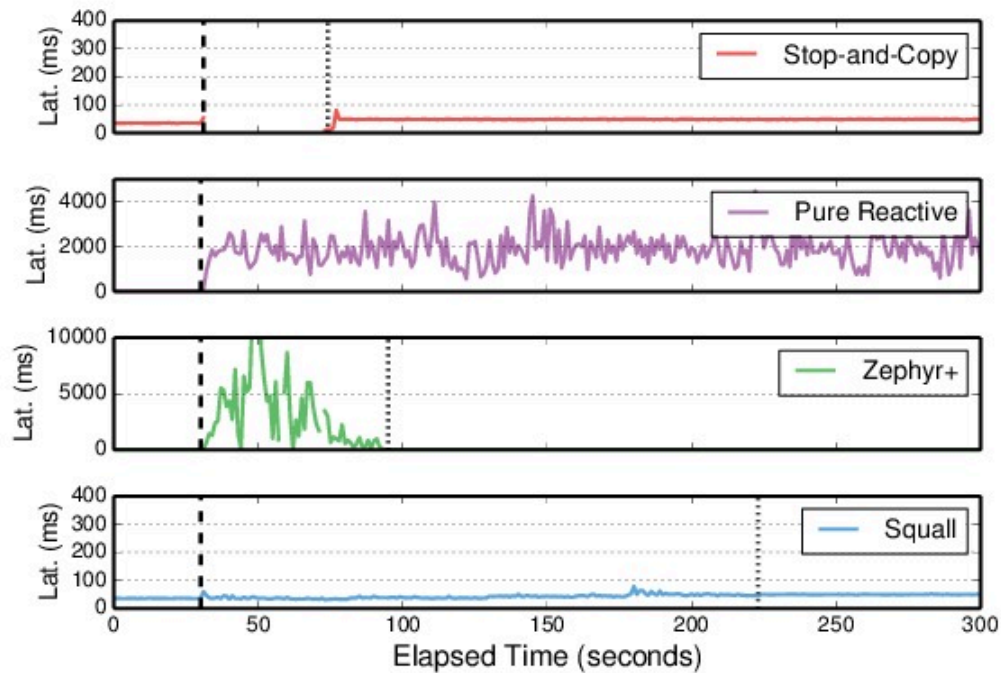 400
300
200
100
0
Lat. (ms)
Stop-and-Copy
4000
2000
0
Lat. (ms)
Pure Reactive
10000
5000
0
Lat. (ms)
Zephyr+
400
300
200
100
0
Lat. (ms)
Squall
0 50 100 150 200 250 300
Elapsed Time (seconds)